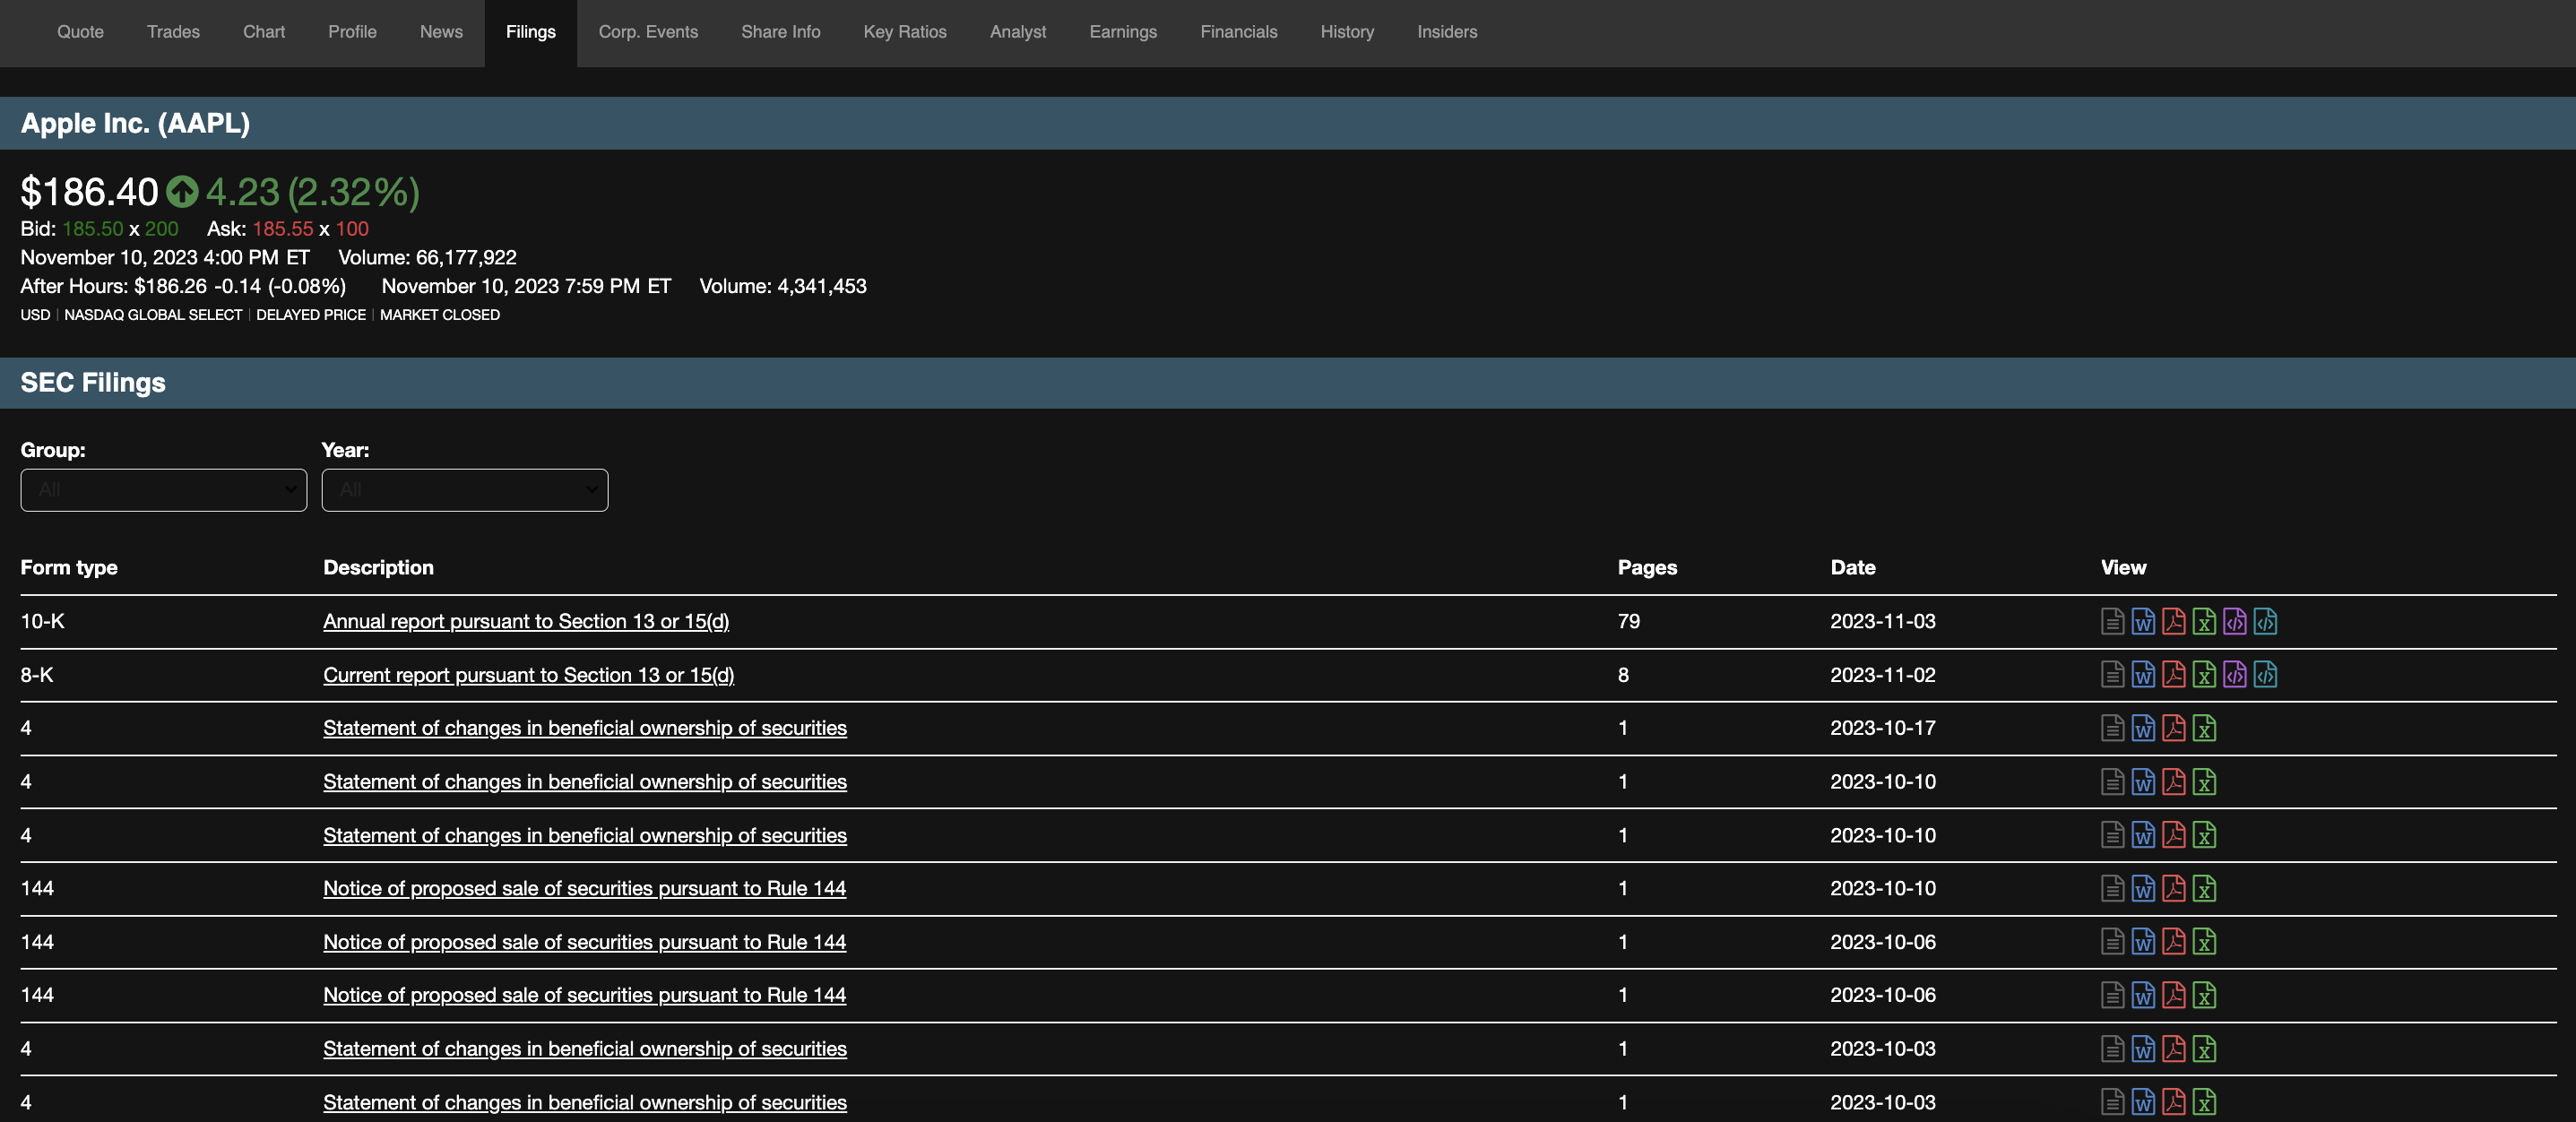 Quote Trades Chart Profile News Filings Corp. Events Share Info Key Ratios Analyst Earnings Financials History Insiders
Apple Inc. (AAPL)
$186.40 4.23 (2.32%)
Bid: 185.50 x 200 Ask: 185.55 x 100
November 10, 2023 4:00 PM ET Volume: 66,177,922
After Hours: $186.26 -0.14 (-0.08%) November 10, 2023 7:59 PM ET Volume: 4,341,453
USD | NASDAQ GLOBAL SELECT | DELAYED PRICE | MARKET CLOSED
SEC Filings
Group: Year:
All All
Form type Description Pages Date View
10-K Annual report pursuant to Section 13 or 15(d) 79 2023-11-03
8-K Current report pursuant to Section 13 or 15(d) 8 2023-11-02
4 Statement of changes in beneficial ownership of securities 1 2023-10-17
4 Statement of changes in beneficial ownership of securities 1 2023-10-10
4 Statement of changes in beneficial ownership of securities 1 2023-10-10
144 Notice of proposed sale of securities pursuant to Rule 144 1 2023-10-10
144 Notice of proposed sale of securities pursuant to Rule 144 1 2023-10-06
144 Notice of proposed sale of securities pursuant to Rule 144 1 2023-10-06
4 Statement of changes in beneficial ownership of securities 1 2023-10-03
4 Statement of changes in beneficial ownership of securities 1 2023-10-03